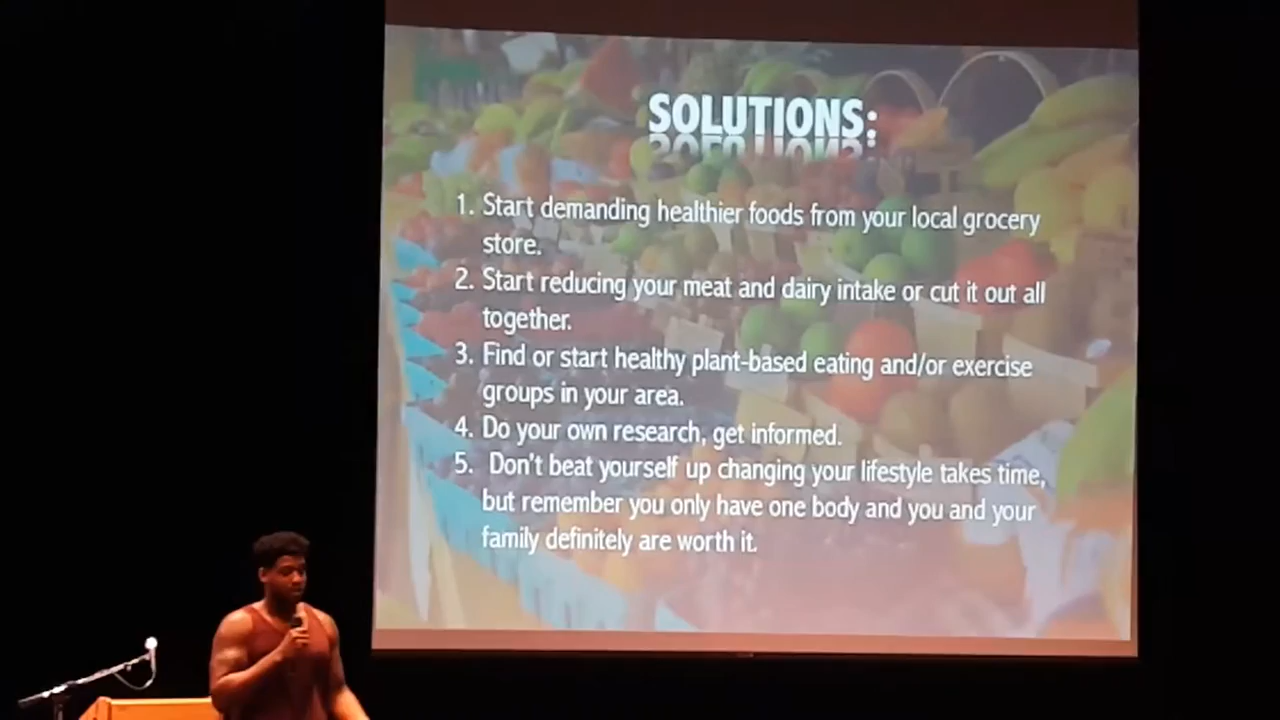 SOLUTIONS:
1. Start demanding healthier foods from your local grocery
store.
2. Start reducing your meat and dairy intake or cut it out all
together.
3. Find or start healthy plant-based eating and/or exercise
groups in your area.
4. Do your own research, get informed.
5. Don't beat yourself up changing your lifestyle takes time,
but remember you only have one body and you and your
family definitely are worth it.